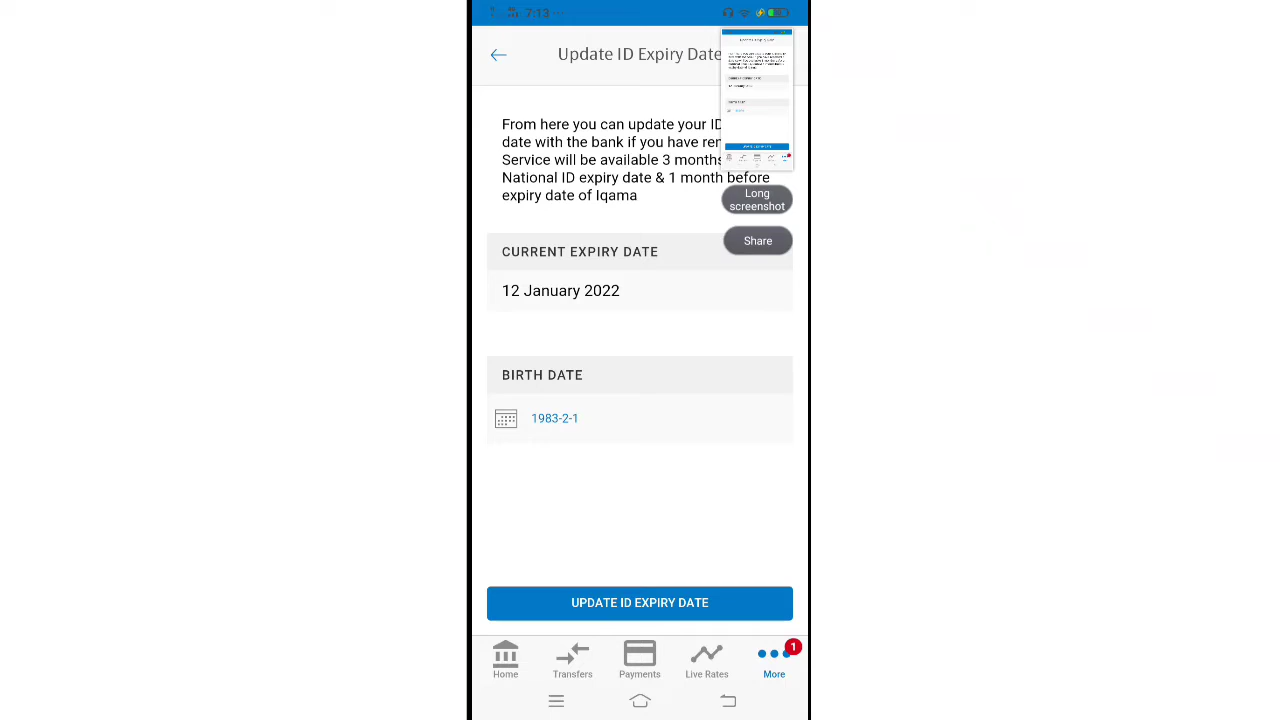 7:13
Update ID Expiry Date
From here you can update your ID
date with the bank if you have
Service will be available 3 months
National ID expiry date & 1 month before
expiry date of Iqama
Long
screenshot
Share
CURRENT EXPIRY DATE
12 January 2022
BIRTH DATE
1983-2-1
UPDATE ID EXPIRY DATE
1
Home
Transfers
Payments
Live Rates
More